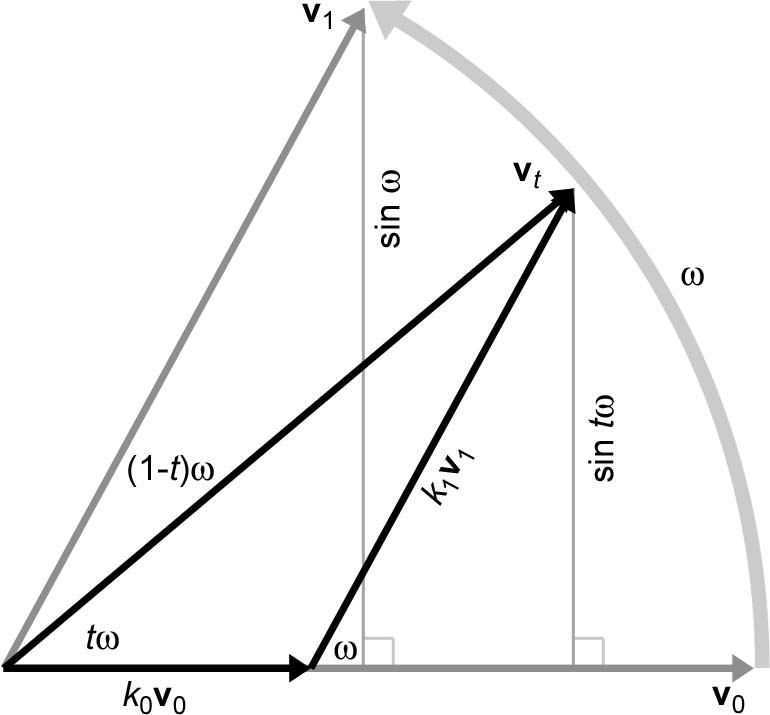 v₁
sin ω
vₜ
ω
(1-t)ω
k₁v₁
sin tω
tω
ω
k₀v₀
v₀